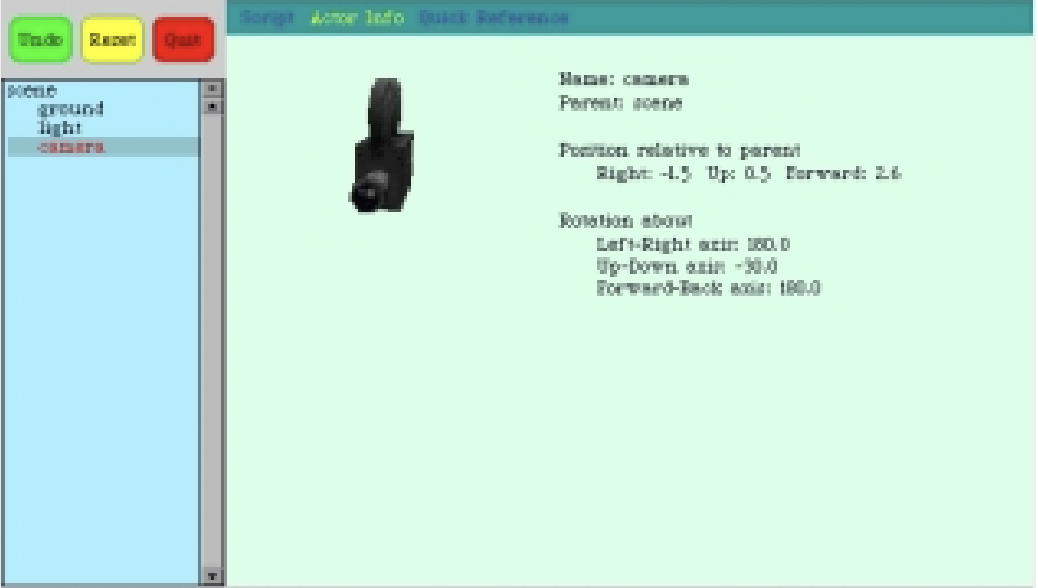 Undo Reset Quit
Script Actor Info Quick Reference
scene
ground
light
camera
Name: camera
Parent: scene
Position relative to parent
Right: -1.5 Up: 0.5 Forward: 2.6
Rotation about
Left-Right axis: 180.0
Up-Down axis: -30.0
Forward-Back axis: 180.0